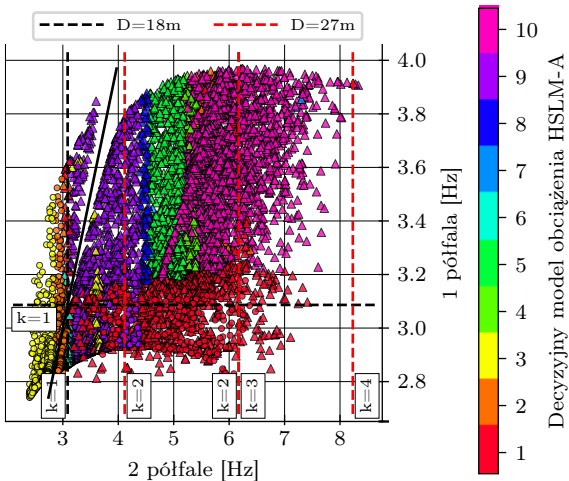 D=18m
D=27m
4.0
3.8
3.6
3.4
3.2
3.0
2.8
1 półfala [Hz]
k=1
k=1
k=2
k=2
k=3
k=4
3
4
5
6
7
8
2 półfale [Hz]
10
9
8
7
6
5
4
3
2
1
Decyzyjny model obciążenia HSLM-A